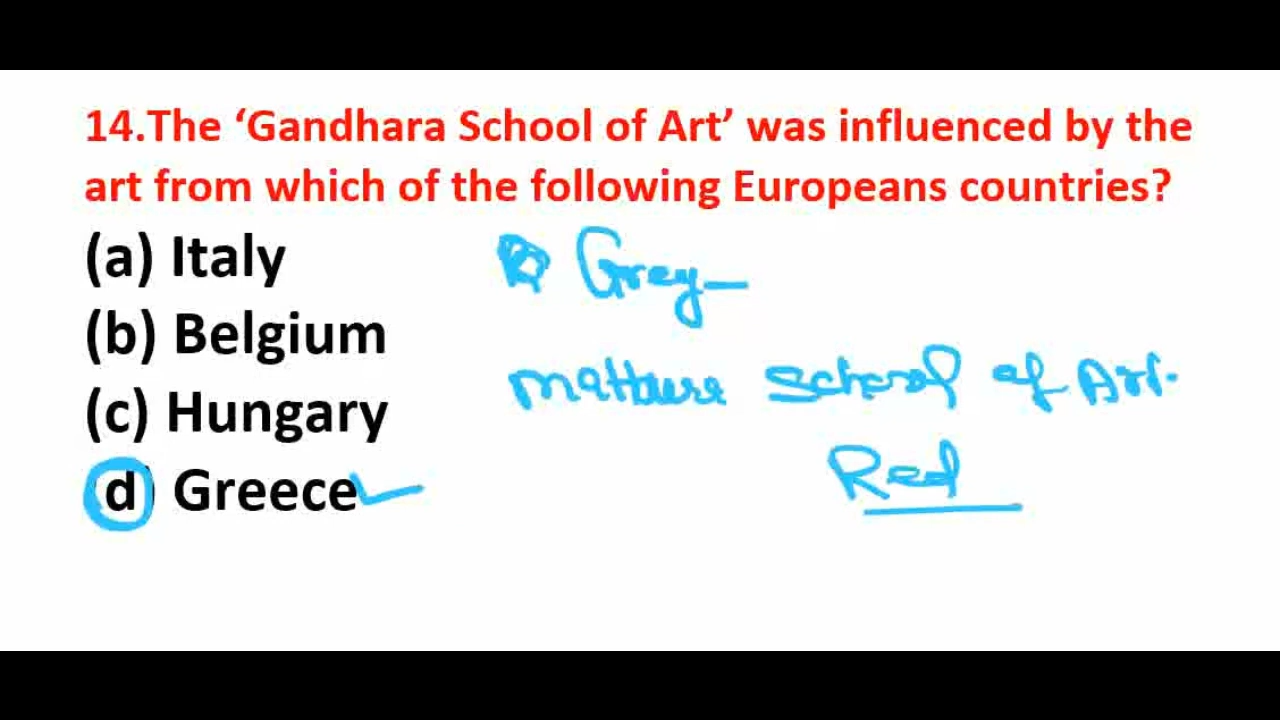 14.The ‘Gandhara School of Art’ was influenced by the
art from which of the following Europeans countries?
(a) Italy
(b) Belgium
(c) Hungary
(d) Greece
Grey
School of Art.
Red